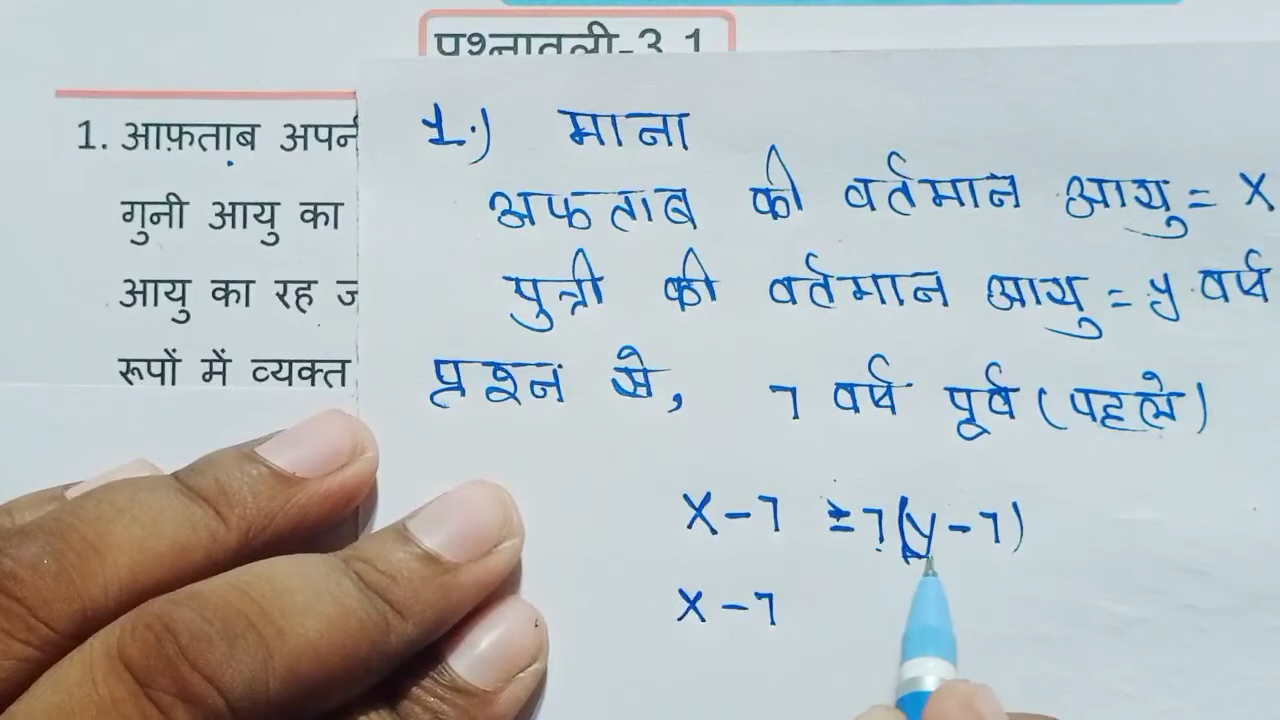 प्रश्नावली-3.1
1. आफ़ताब अपनी
गुनी आयु का
आयु का रह ज
रूपों में व्यक्त
1.) माना
अफताब की वर्तमान आयु = x
पुत्री की वर्तमान आयु = y वर्ष
प्रश्न से, 7 वर्ष पूर्व (पहले)
x - 7 = 7(y - 7)
x - 7